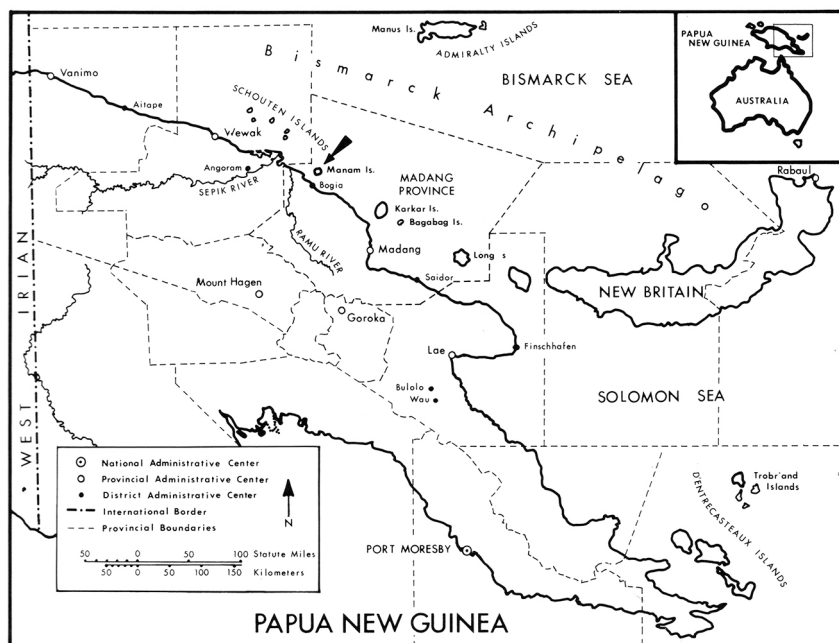 Manus Is.
ADMIRALTY ISLANDS
Bismarck Archipelago
BISMARCK SEA
PAPUA
NEW GUINEA
AUSTRALIA
Vanimo
Aitape
SCHOUTEN ISLANDS
Wewak
Angoram
SEPIK RIVER
Manam Is.
Bogia
MADANG
PROVINCE
Rabaul
Karkar Is.
Bagabag Is.
RAMU RIVER
Madang
Long s
Saidor
WEST IRIAN
Mount Hagen
NEW BRITAIN
Goroka
Lae
Finschhafen
Bulolo
Wau
SOLOMON SEA
National Administrative Center
Provincial Administrative Center
District Administrative Center
International Border
Provincial Boundaries
N
50 0 50 100 Statute Miles
50 0 50 100 150 Kilometers
Trobr'and
Islands
D'ENTRECASTEAUX ISLANDS
PORT MORESBY
PAPUA NEW GUINEA